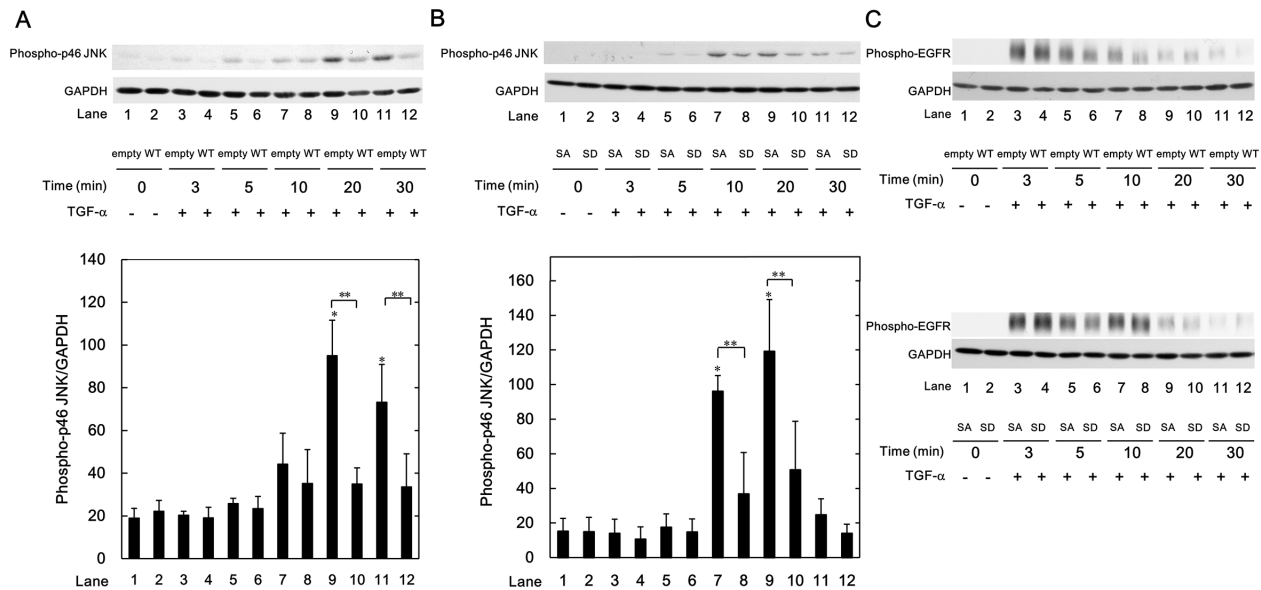 A
Phospho-p46 JNK
GAPDH
Lane 1 2 3 4 5 6 7 8 9 10 11 12
empty WT empty WT empty WT empty WT empty WT empty WT
Time (min) 0 3 5 10 20 30
TGF-α - - + + + + + + + + + +
Phospho-p46 JNK/GAPDH
140
120
100
80
60
40
20
0
** **
* *
Lane 1 2 3 4 5 6 7 8 9 10 11 12
B
Phospho-p46 JNK
GAPDH
Lane 1 2 3 4 5 6 7 8 9 10 11 12
SA SD SA SD SA SD SA SD SA SD SA SD
Time (min) 0 3 5 10 20 30
TGF-α - - + + + + + + + + + +
Phospho-p46 JNK/GAPDH
160
140
120
100
80
60
40
20
0
** **
* *
Lane 1 2 3 4 5 6 7 8 9 10 11 12
C
Phospho-EGFR
GAPDH
Lane 1 2 3 4 5 6 7 8 9 10 11 12
empty WT empty WT empty WT empty WT empty WT empty WT
Time (min) 0 3 5 10 20 30
TGF-α - - + + + + + + + + + +
Phospho-EGFR
GAPDH
Lane 1 2 3 4 5 6 7 8 9 10 11 12
SA SD SA SD SA SD SA SD SA SD SA SD
Time (min) 0 3 5 10 20 30
TGF-α - - + + + + + + + + + +